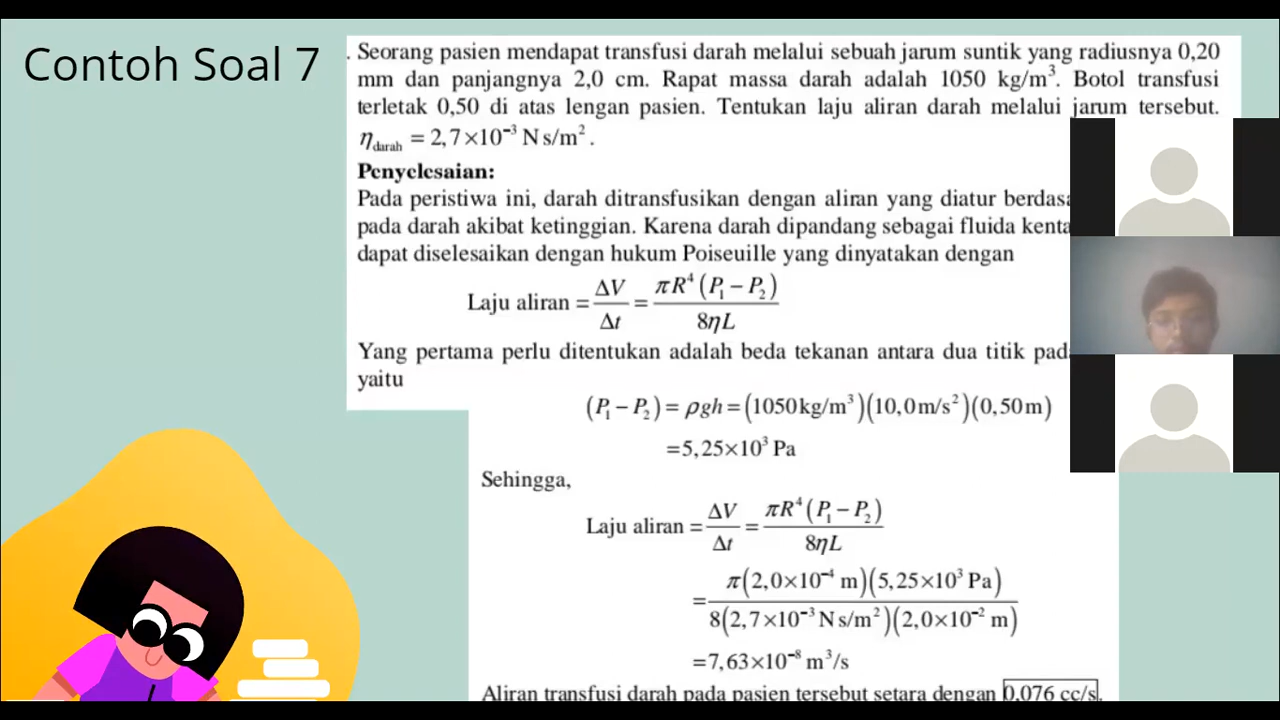 Contoh Soal 7
. Seorang pasien mendapat transfusi darah melalui sebuah jarum suntik yang radiusnya 0,20
mm dan panjangnya 2,0 cm. Rapat massa darah adalah 1050 kg/m³. Botol transfusi
terletak 0,50 di atas lengan pasien. Tentukan laju aliran darah melalui jarum tersebut.
η_darah = 2,7×10⁻³ N s/m².
Penyelesaian:
Pada peristiwa ini, darah ditransfusikan dengan aliran yang diatur
pada darah akibat ketinggian. Karena darah dipandang sebagai fluida
dapat diselesaikan dengan hukum Poiseuille yang dinyatakan dengan
Laju aliran = ΔV/Δt = πR⁴(P₁ − P₂)/8ηL
Yang pertama perlu ditentukan adalah beda tekanan antara dua titik
yaitu
(P₁ − P₂) = ρgh = (1050 kg/m³)(10,0 m/s²)(0,50 m)
=5,25×10³ Pa
Sehingga,
Laju aliran = ΔV/Δt = πR⁴(P₁ − P₂)/8ηL
= π(2,0×10⁻⁴ m)(5,25×10³ Pa)/8(2,7×10⁻³ N s/m²)(2,0×10⁻² m)
=7,63×10⁻⁸ m³/s
Aliran transfusi darah pada pasien tersebut setara dengan 0,076 cc/s.